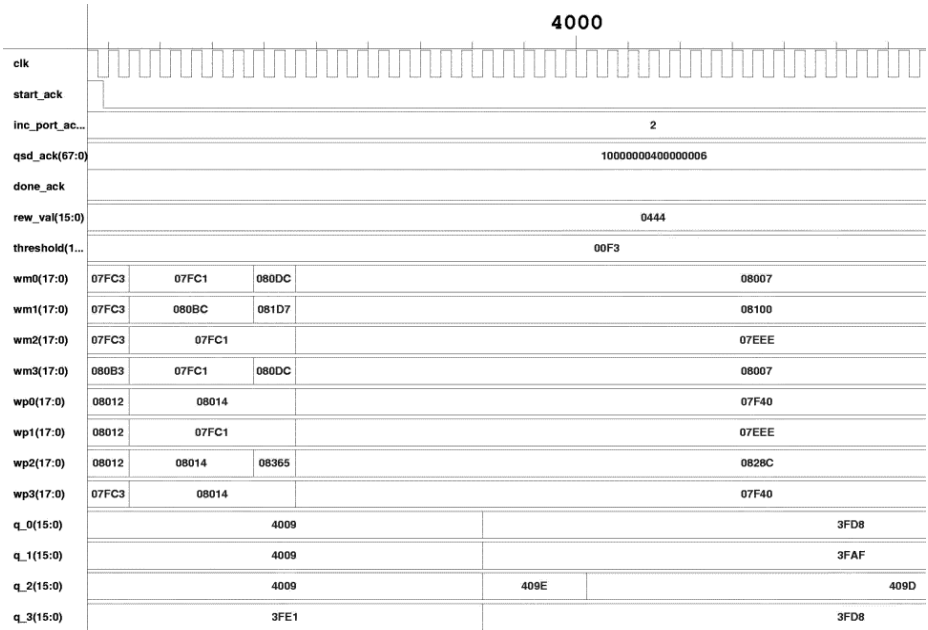 4000
clk
start_ack
inc_port_ac... 2
qsd_ack(67:0) 10000000400000006
done_ack
rew_val(15:0) 0444
threshold(1... 00F3
wm0(17:0) 07FC3 07FC1 080DC 08007
wm1(17:0) 07FC3 080BC 081D7 08100
wm2(17:0) 07FC3 07FC1 07EEE
wm3(17:0) 080B3 07FC1 080DC 08007
wp0(17:0) 08012 08014 07F40
wp1(17:0) 08012 07FC1 07EEE
wp2(17:0) 08012 08014 08365 0828C
wp3(17:0) 07FC3 08014 07F40
q_0(15:0) 4009 3FD8
q_1(15:0) 4009 3FAF
q_2(15:0) 4009 409E 409D
q_3(15:0) 3FE1 3FD8